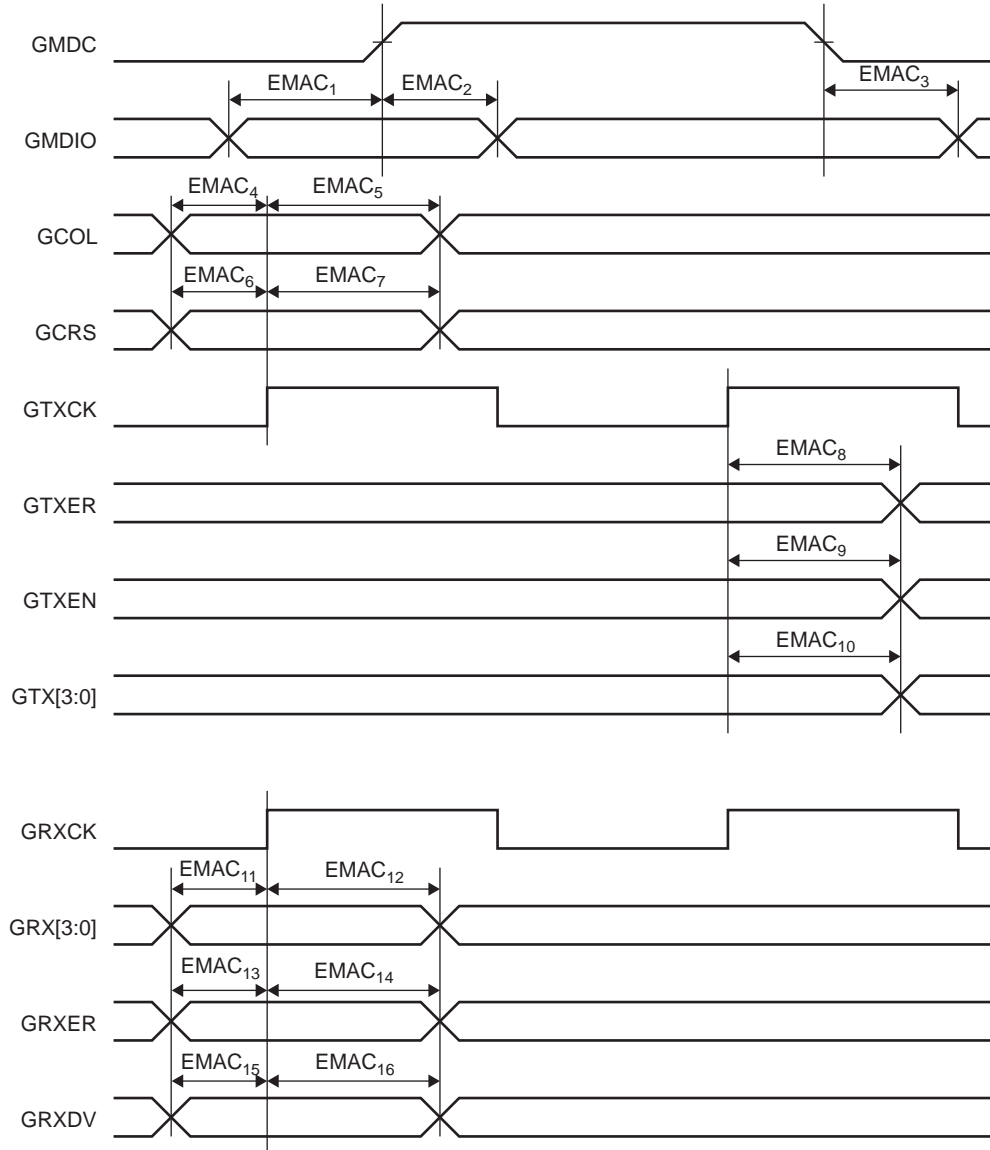 GMDC
EMAC1 EMAC2 EMAC3
GMDIO
EMAC4 EMAC5
GCOL
EMAC6 EMAC7
GCRS
GTXCK
EMAC8
GTXER
EMAC9
GTXEN
EMAC10
GTX[3:0]
GRXCK
EMAC11 EMAC12
GRX[3:0]
EMAC13 EMAC14
GRXER
EMAC15 EMAC16
GRXDV